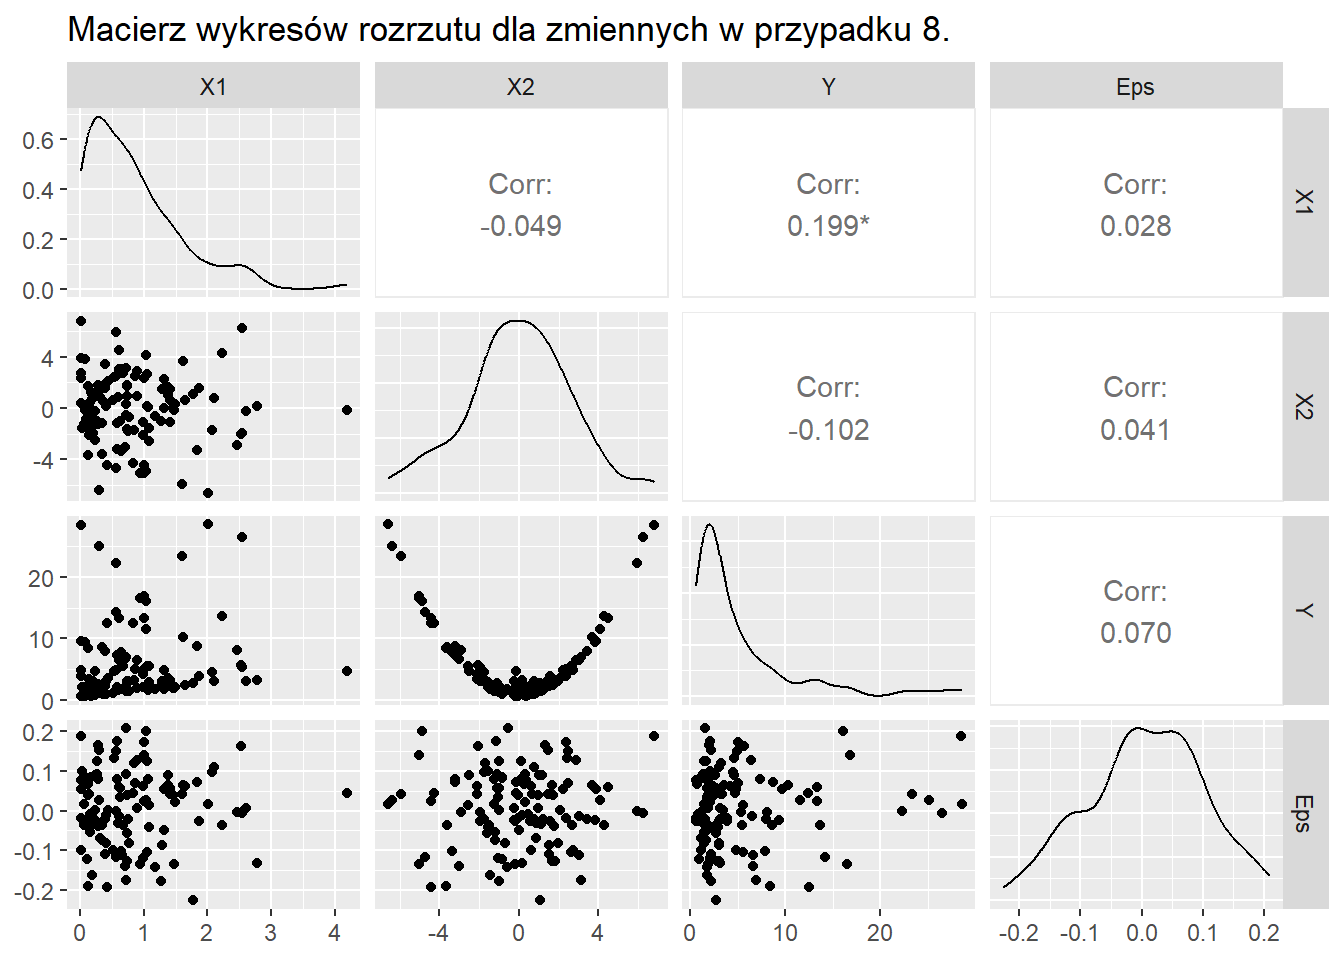 Macierz wykresów rozrzutu dla zmiennych w przypadku 8.
X1
X2
Y
Eps
0.6
0.4
0.2
0.0
Corr:
-0.049
Corr:
0.199*
Corr:
0.028
X1
4
0
-4
Corr:
-0.102
Corr:
0.041
X2
20
10
0
Corr:
0.070
Y
0.2
0.1
0.0
-0.1
-0.2
Eps
0 1 2 3 4
-4 0 4
0 10 20
-0.2 -0.1 0.0 0.1 0.2